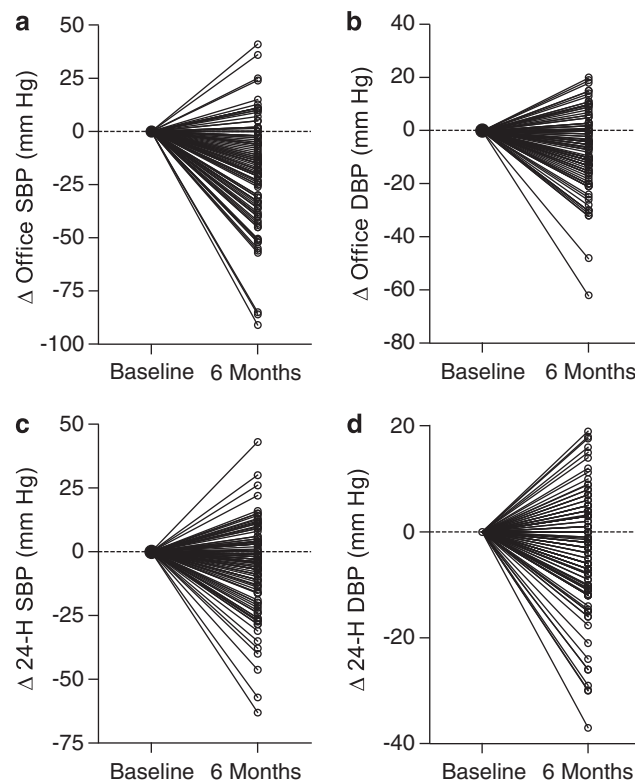 a
Δ Office SBP (mm Hg)
50
25
0
-25
-50
-75
-100
Baseline 6 Months
b
Δ Office DBP (mm Hg)
40
20
0
-20
-40
-60
-80
Baseline 6 Months
c
Δ 24-H SBP (mm Hg)
50
25
0
-25
-50
-75
Baseline 6 Months
d
Δ 24-H DBP (mm Hg)
20
0
-20
-40
Baseline 6 Months